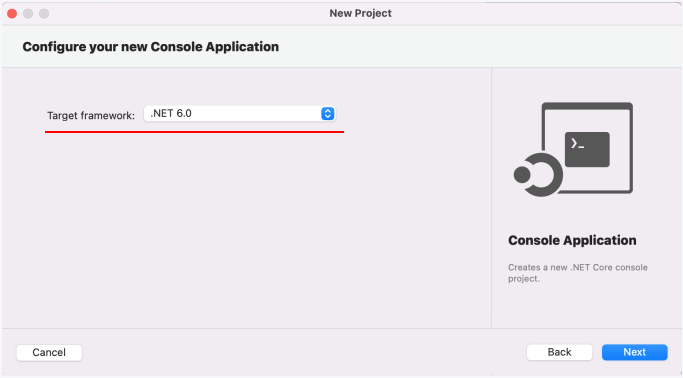 New Project
Configure your new Console Application
Target framework: .NET 6.0
❯_
Console Application
Creates a new .NET Core console
project.
Cancel
Back
Next